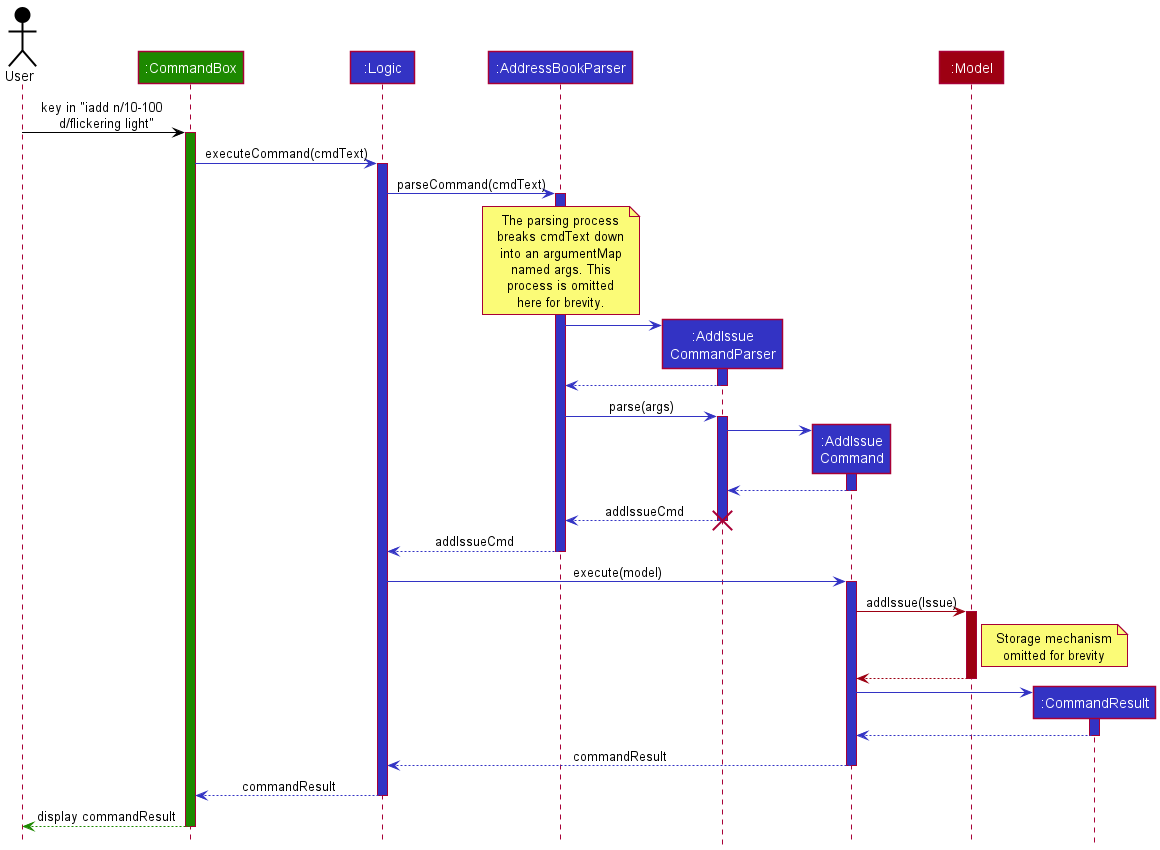 User
:CommandBox
:Logic
:AddressBookParser
:Model
key in "iadd n/10-100
d/flickering light"
executeCommand(cmdText)
parseCommand(cmdText)
The parsing process
breaks cmdText down
into an argumentMap
named args. This
process is omitted
here for brevity.
:AddIssue
CommandParser
parse(args)
:AddIssue
Command
addIssueCmd
addIssueCmd
execute(model)
addIssue(Issue)
Storage mechanism
omitted for brevity
:CommandResult
commandResult
commandResult
display commandResult